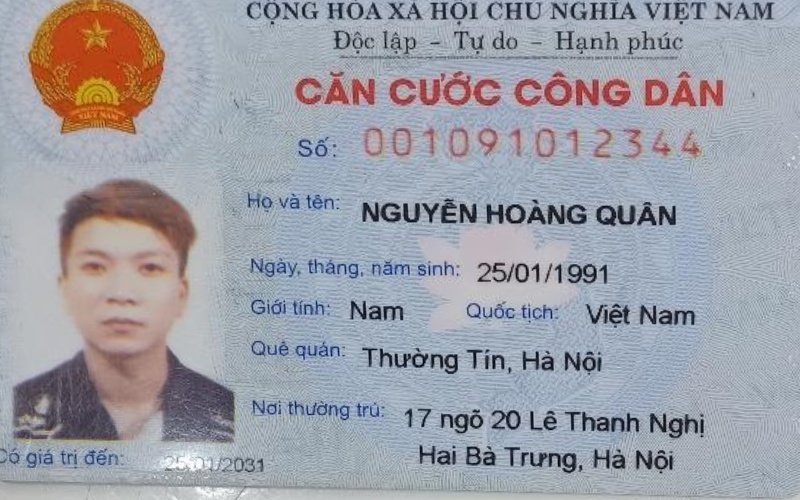 CỘNG HÒA XÃ HỘI CHỦ NGHĨA VIỆT NAM
Độc lập - Tự do - Hạnh phúc
CĂN CƯỚC CÔNG DÂN
Số: 001091012344
Họ và tên: NGUYỄN HOÀNG QUÂN
Ngày, tháng, năm sinh: 25/01/1991
Giới tính: Nam Quốc tịch: Việt Nam
Quê quán: Thường Tín, Hà Nội
Nơi thường trú: 17 ngõ 20 Lê Thanh Nghị
Hai Bà Trưng, Hà Nội
Có giá trị đến: 25/01/2031
VIỆT NAM